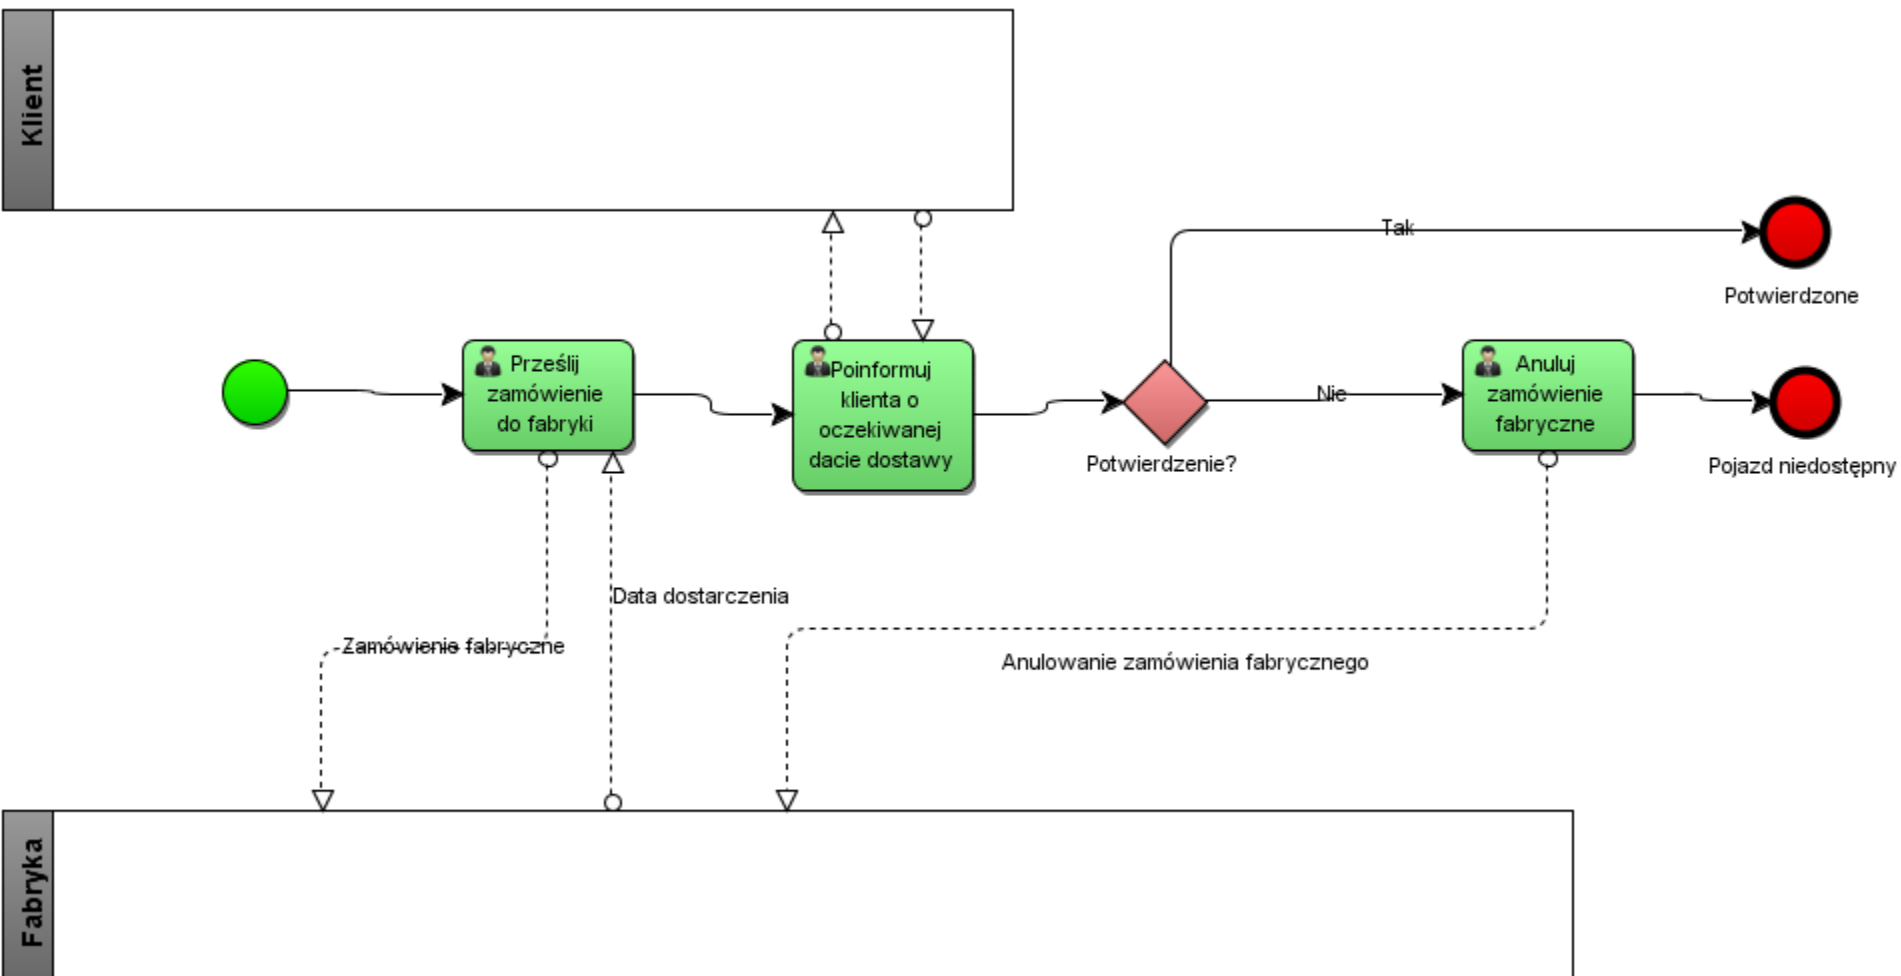 Klient
Tak
Potwierdzone
Prześlij
zamówienie
do fabryki
Poinformuj
klienta o
oczekiwanej
dacie dostawy
Potwierdzenie?
Nie
Anuluj
zamówienie
fabryczne
Pojazd niedostępny
Data dostarczenia
Zamówienie fabryczne
Anulowanie zamówienia fabrycznego
Fabryka